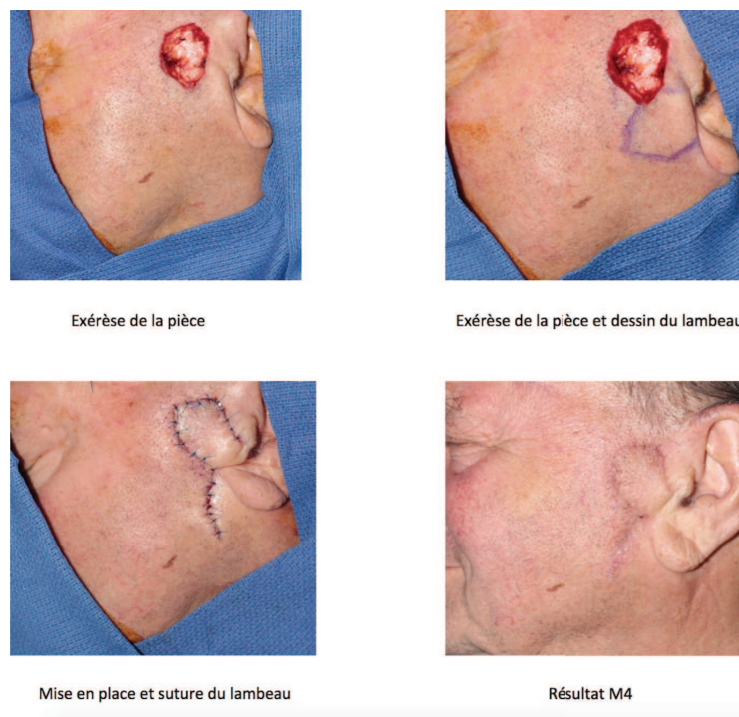 Exérèse de la pièce
Exérèse de la pièce et dessin du lambeau
Mise en place et suture du lambeau
Résultat M4